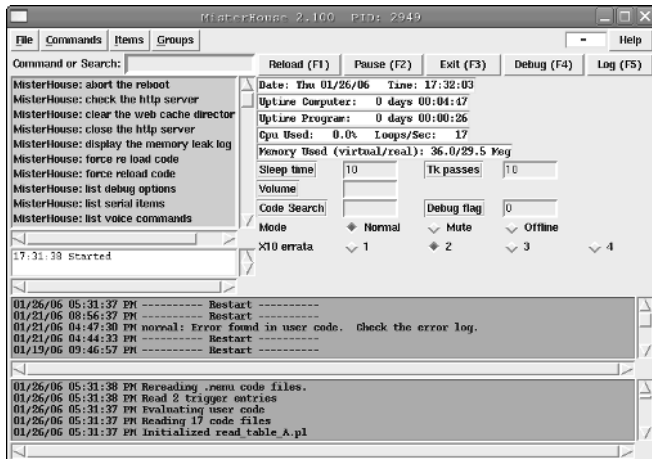 MisterHouse 2.100 PID: 2949
File Commands Items Groups Help
Command or Search: Reload (F1) Pause (F2) Exit (F3) Debug (F4) Log (F5)
MisterHouse: abort the reboot
MisterHouse: check the http server
MisterHouse: clear the web cache director
MisterHouse: close the http server
MisterHouse: display the memory leak log
MisterHouse: force re load code
MisterHouse: force reload code
MisterHouse: list debug options
MisterHouse: list serial items
MisterHouse: list voice commands
Date: Thu 01/26/06 Time: 17:32:03
Uptime Computer: 0 days 00:04:47
Uptime Program: 0 days 00:00:26
Cpu Used: 0.0% Loops/Sec: 17
Memory Used (virtual/real): 36.0/29.5 Meg
Sleep time 10 Tk passes 10
Volume
Code Search Debug flag 0
Mode Normal Mute Offline
X10 errata 1 2 3 4
17:31:38 Started
01/26/06 05:31:37 PM ---------- Restart ----------
01/21/06 08:56:37 PM ---------- Restart ----------
01/21/06 04:47:30 PM normal: Error found in user code. Check the error log.
01/21/06 04:44:33 PM ---------- Restart ----------
01/19/06 09:46:57 PM ---------- Restart ----------
01/26/06 05:31:38 PM Rereading .menu code files.
01/26/06 05:31:38 PM Read 2 trigger entries
01/26/06 05:31:37 PM Evaluating user code
01/26/06 05:31:37 PM Reading 17 code files
01/26/06 05:31:37 PM Initialized read_table_A.pl